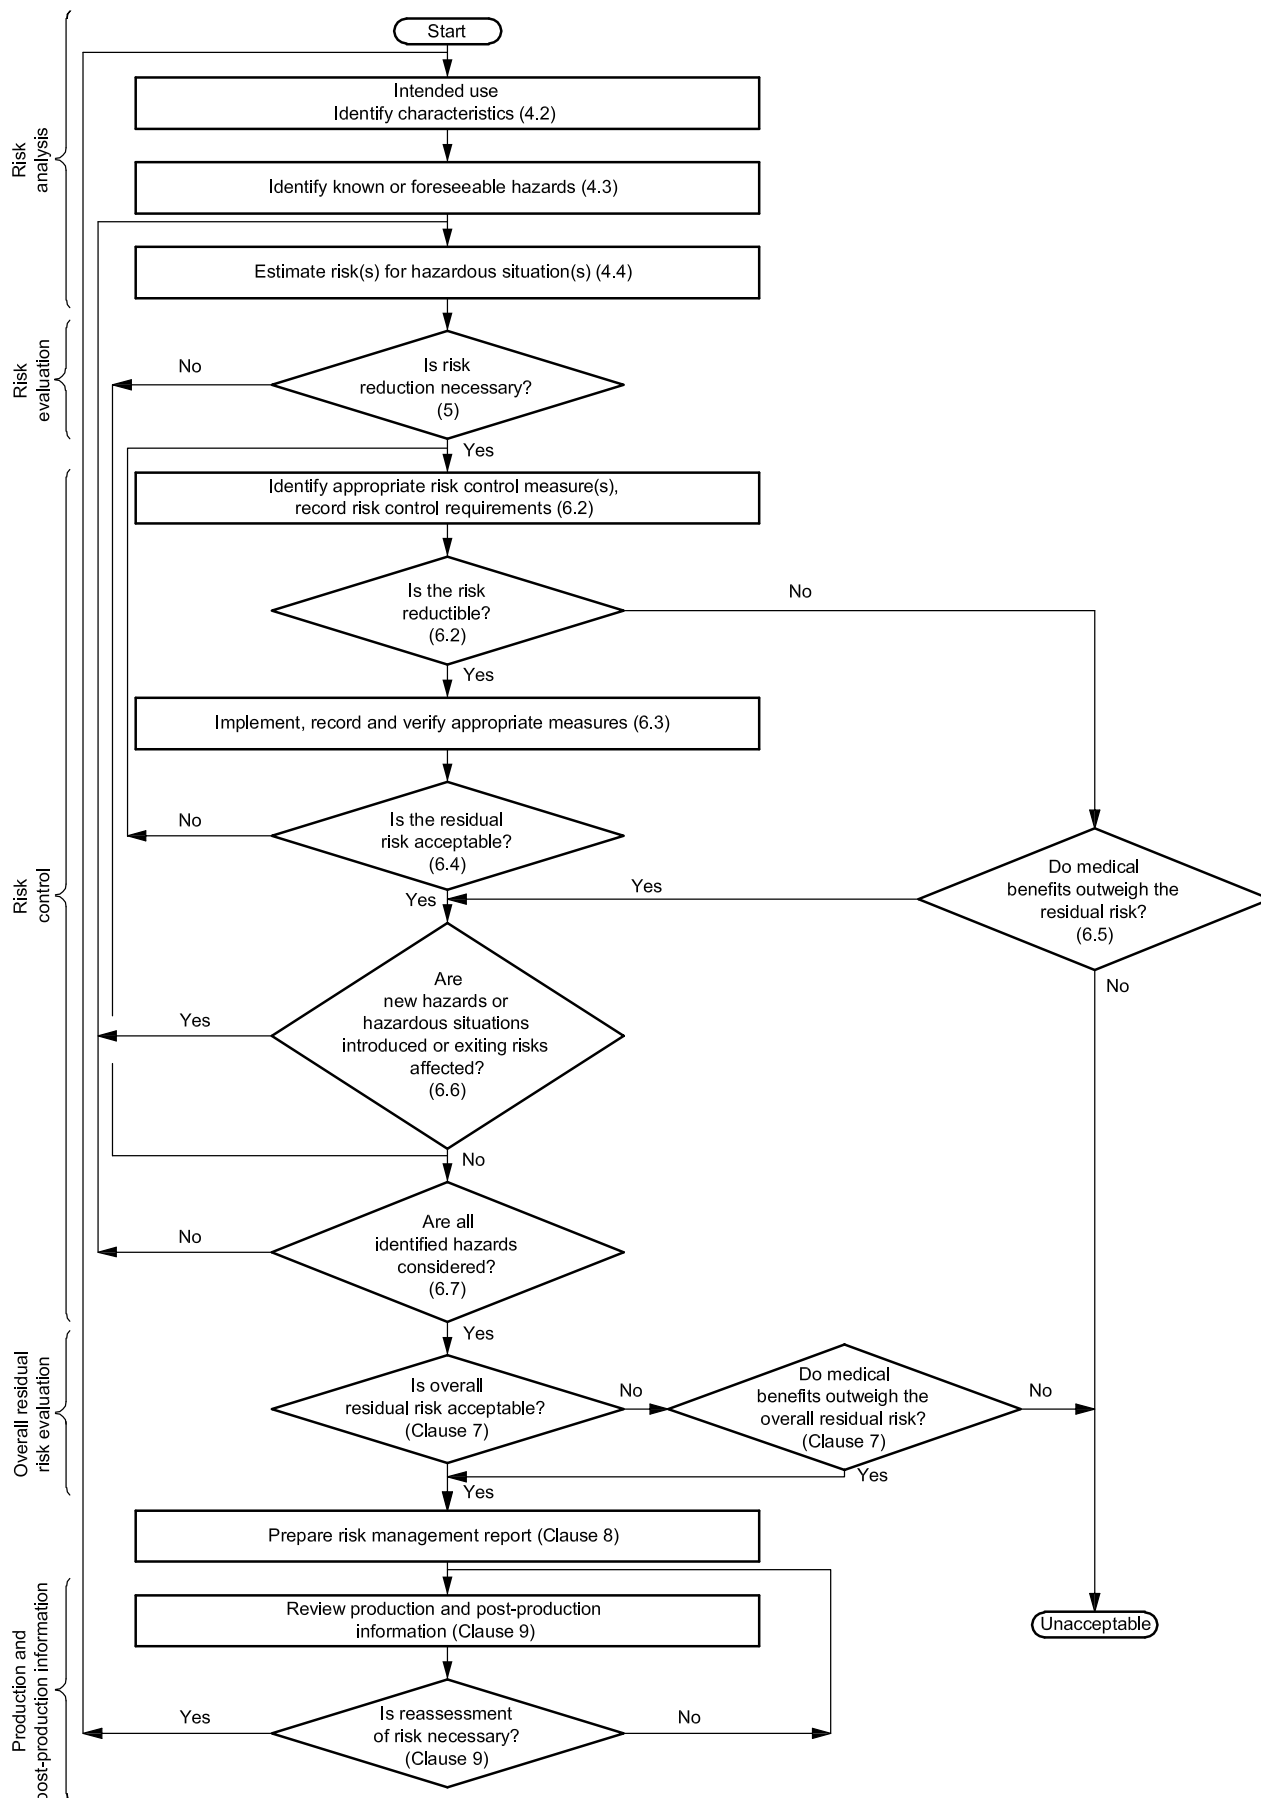 Start
Intended use
Identify characteristics (4.2)
Risk
analysis
Identify known or foreseeable hazards (4.3)
Estimate risk(s) for hazardous situation(s) (4.4)
Risk
evaluation
No
Is risk
reduction necessary?
(5)
Yes
Identify appropriate risk control measure(s),
record risk control requirements (6.2)
Is the risk
reductible?
(6.2)
No
Yes
Implement, record and verify appropriate measures (6.3)
Risk
control
No
Is the residual
risk acceptable?
(6.4)
Yes
Yes
Do medical
benefits outweigh the
residual risk?
(6.5)
No
Are
new hazards or
hazardous situations
introduced or exiting risks
affected?
(6.6)
Yes
No
Are all
identified hazards
considered?
(6.7)
No
Yes
Overall residual
risk evaluation
Is overall
residual risk acceptable?
(Clause 7)
No
Do medical
benefits outweigh the
overall residual risk?
(Clause 7)
No
Yes
Yes
Prepare risk management report (Clause 8)
Production and
post-production information
Review production and post-production
information (Clause 9)
Unacceptable
Yes
Is reassessment
of risk necessary?
(Clause 9)
No